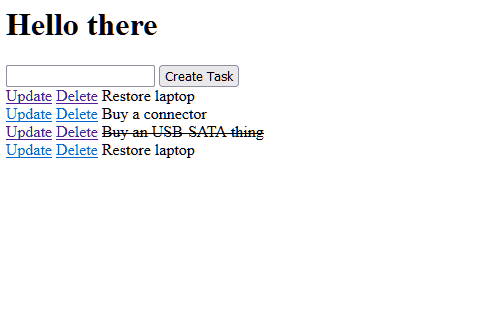 Hello there
Create Task
Update Delete Restore laptop
Update Delete Buy a connector
Update Delete Buy an USB-SATA thing
Update Delete Restore laptop